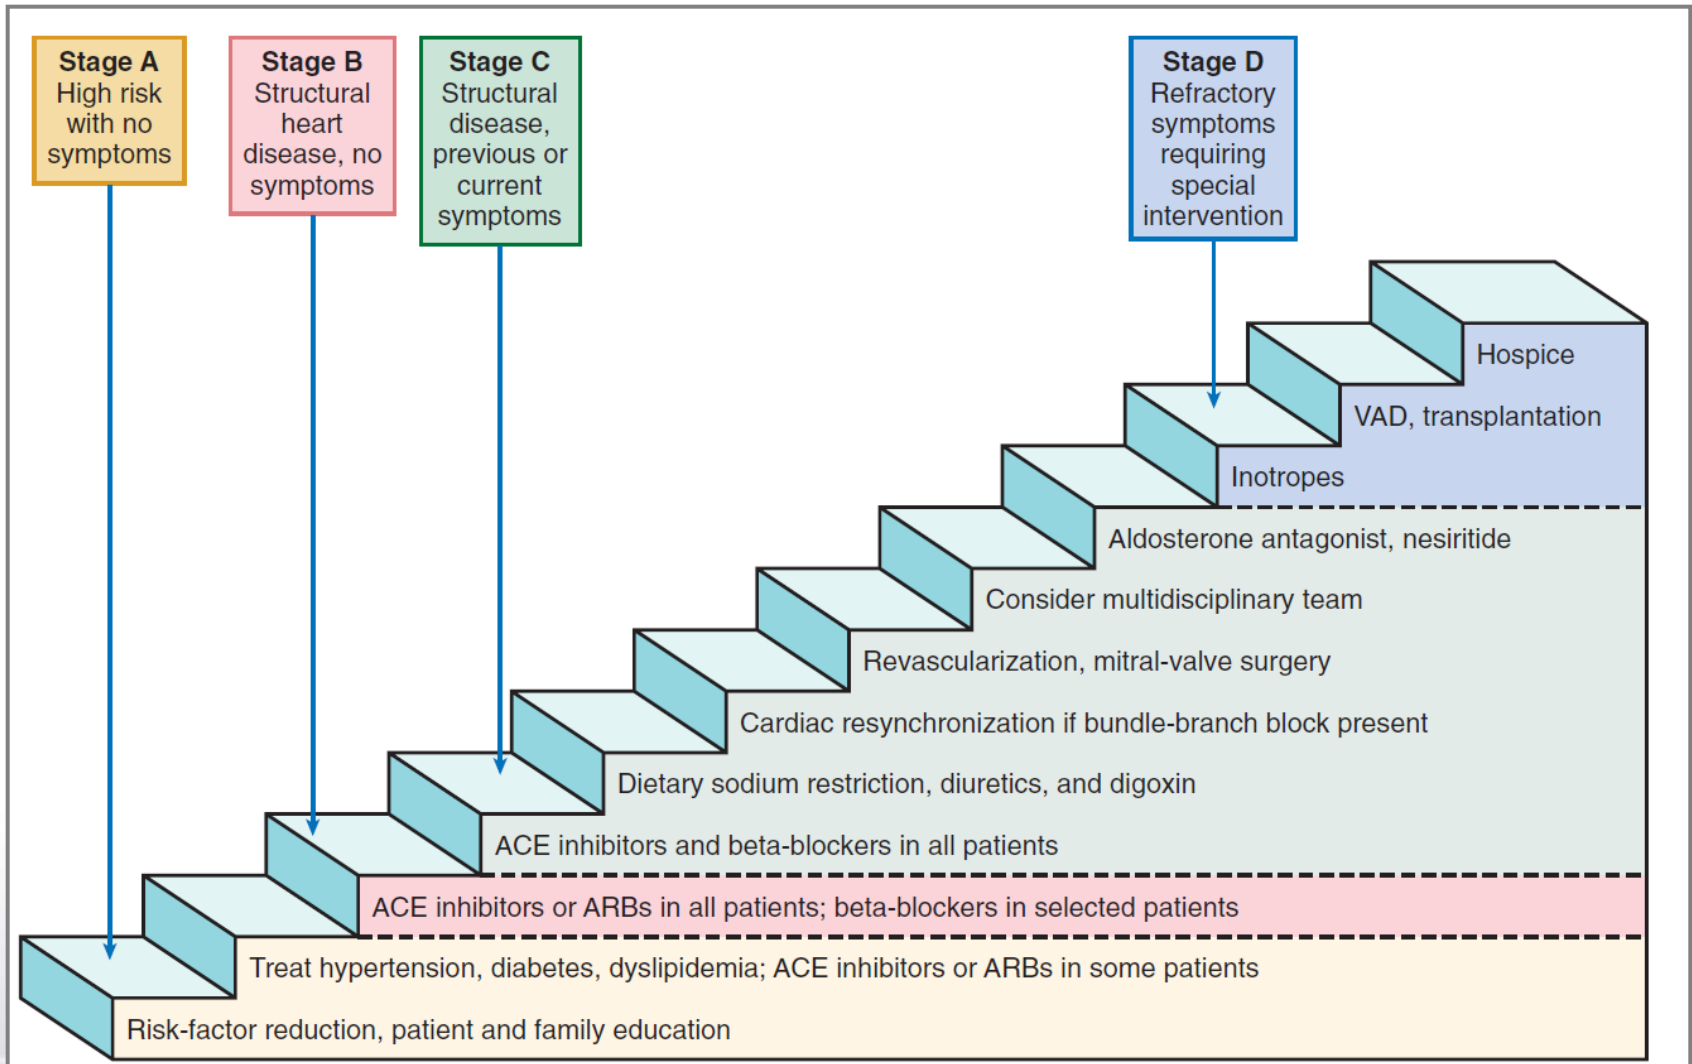 Stage A
High risk
with no
symptoms
Stage B
Structural
heart
disease, no
symptoms
Stage C
Structural
disease,
previous or
current
symptoms
Stage D
Refractory
symptoms
requiring
special
intervention
Hospice
VAD, transplantation
Inotropes
Aldosterone antagonist, nesiritide
Consider multidisciplinary team
Revascularization, mitral-valve surgery
Cardiac resynchronization if bundle-branch block present
Dietary sodium restriction, diuretics, and digoxin
ACE inhibitors and beta-blockers in all patients
ACE inhibitors or ARBs in all patients; beta-blockers in selected patients
Treat hypertension, diabetes, dyslipidemia; ACE inhibitors or ARBs in some patients
Risk-factor reduction, patient and family education